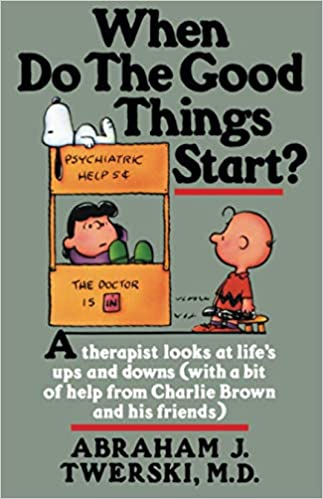 When
Do The Good
Things
Start?
PSYCHIATRIC
HELP 5¢
THE DOCTOR
IS IN
A therapist looks at life's
ups and downs (with a bit
of help from Charlie Brown
and his friends)
ABRAHAM J.
TWERSKI, M.D.